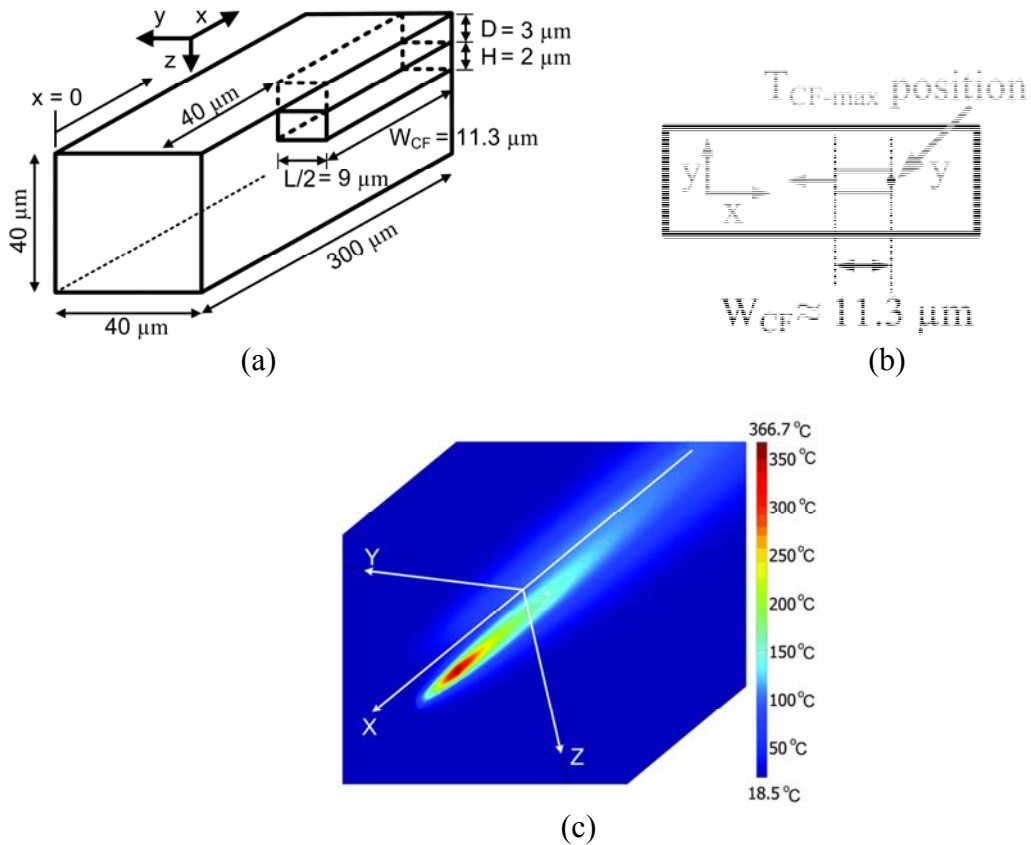 y x
z
x = 0
40 µm
D = 3 µm
H = 2 µm
W_CF = 11.3 µm
L/2 = 9 µm
40 µm
300 µm
40 µm
(a)
T_CF-max position
y
x
y
W_CF ≈ 11.3 µm
(b)
366.7 °C
350 °C
300 °C
250 °C
200 °C
150 °C
100 °C
50 °C
18.5 °C
Y
X
Z
(c)